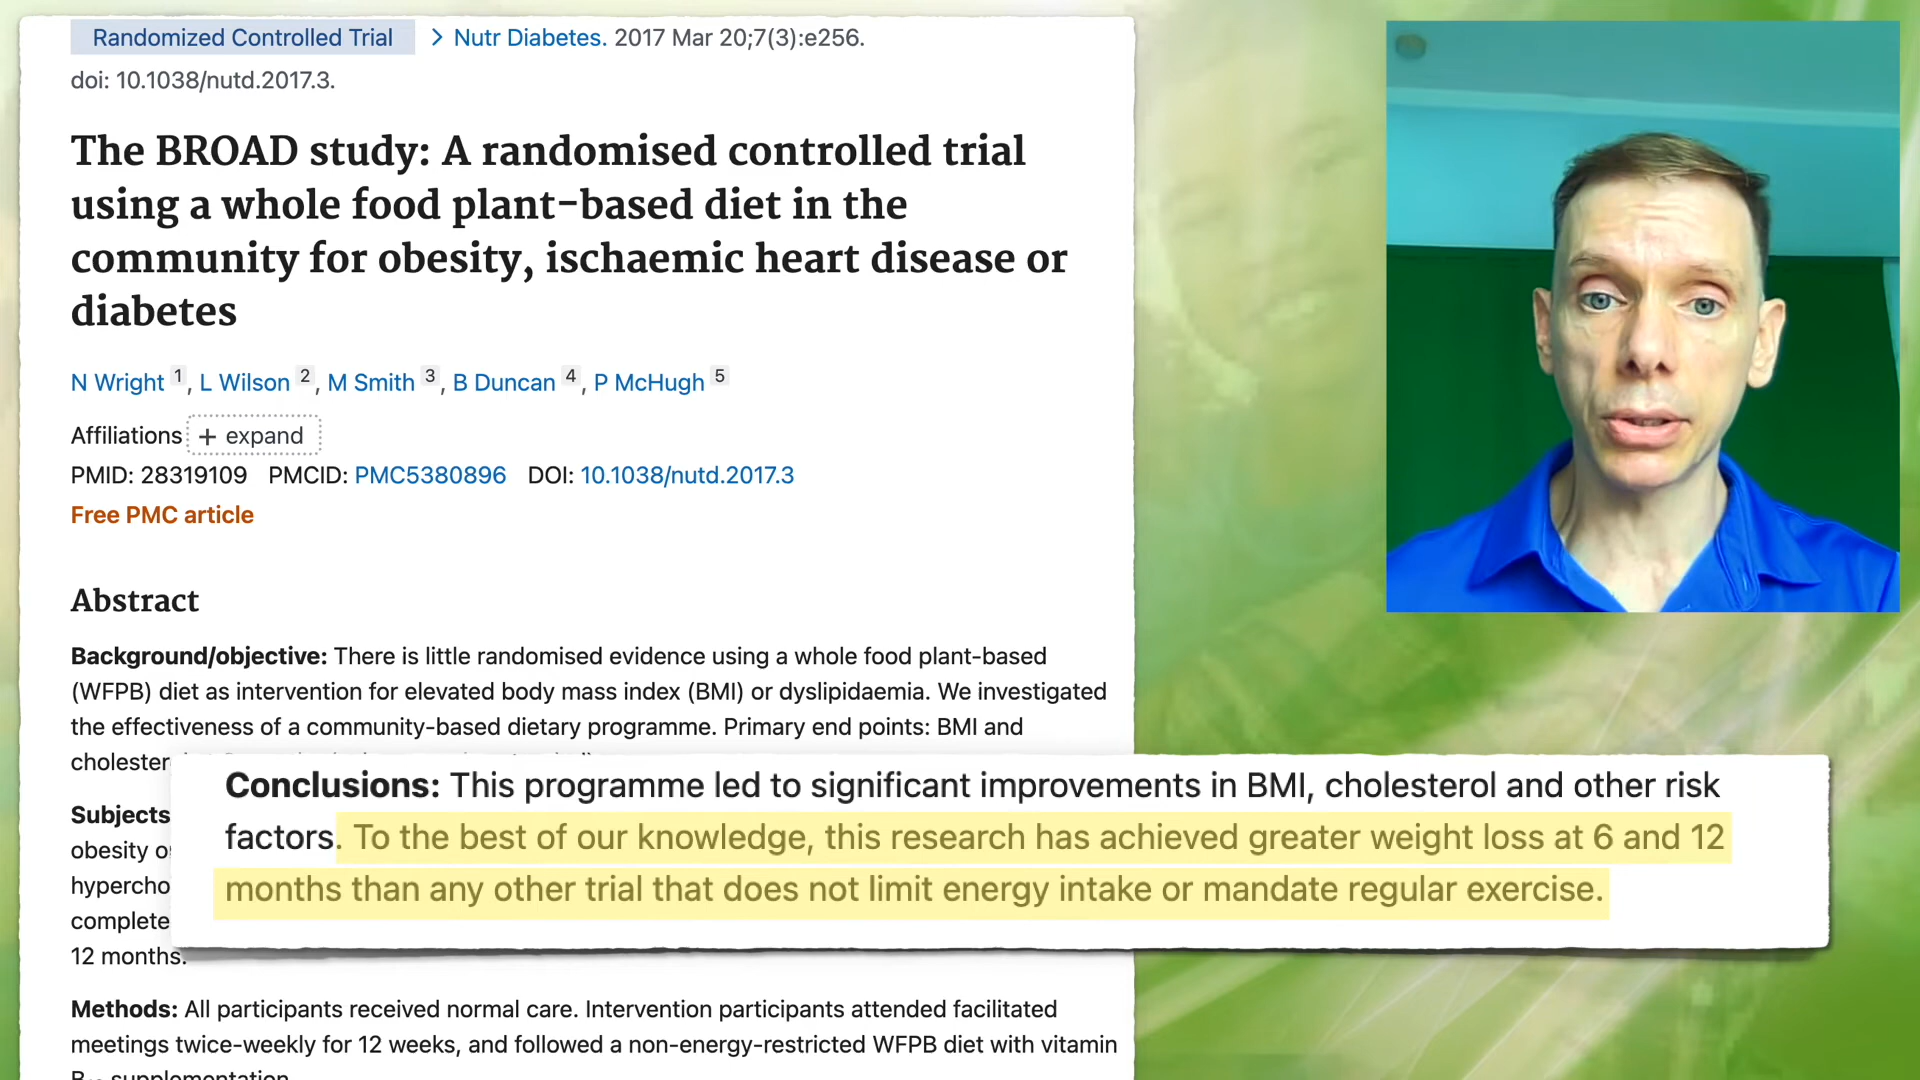 Randomized Controlled Trial > Nutr Diabetes. 2017 Mar 20;7(3):e256.
doi: 10.1038/nutd.2017.3.
The BROAD study: A randomised controlled trial
using a whole food plant-based diet in the
community for obesity, ischaemic heart disease or
diabetes
N Wright 1, L Wilson 2, M Smith 3, B Duncan 4, P McHugh 5
Affiliations + expand
PMID: 28319109 PMCID: PMC5380896 DOI: 10.1038/nutd.2017.3
Free PMC article
Abstract
Background/objective: There is little randomised evidence using a whole food plant-based
(WFPB) diet as intervention for elevated body mass index (BMI) or dyslipidaemia. We investigated
the effectiveness of a community-based dietary programme. Primary end points: BMI and
Conclusions: This programme led to significant improvements in BMI, cholesterol and other risk
factors. To the best of our knowledge, this research has achieved greater weight loss at 6 and 12
months than any other trial that does not limit energy intake or mandate regular exercise.
Subjects
obesity
complete
12 months.
Methods: All participants received normal care. Intervention participants attended facilitated
meetings twice-weekly for 12 weeks, and followed a non-energy-restricted WFPB diet with vitamin
supplementation